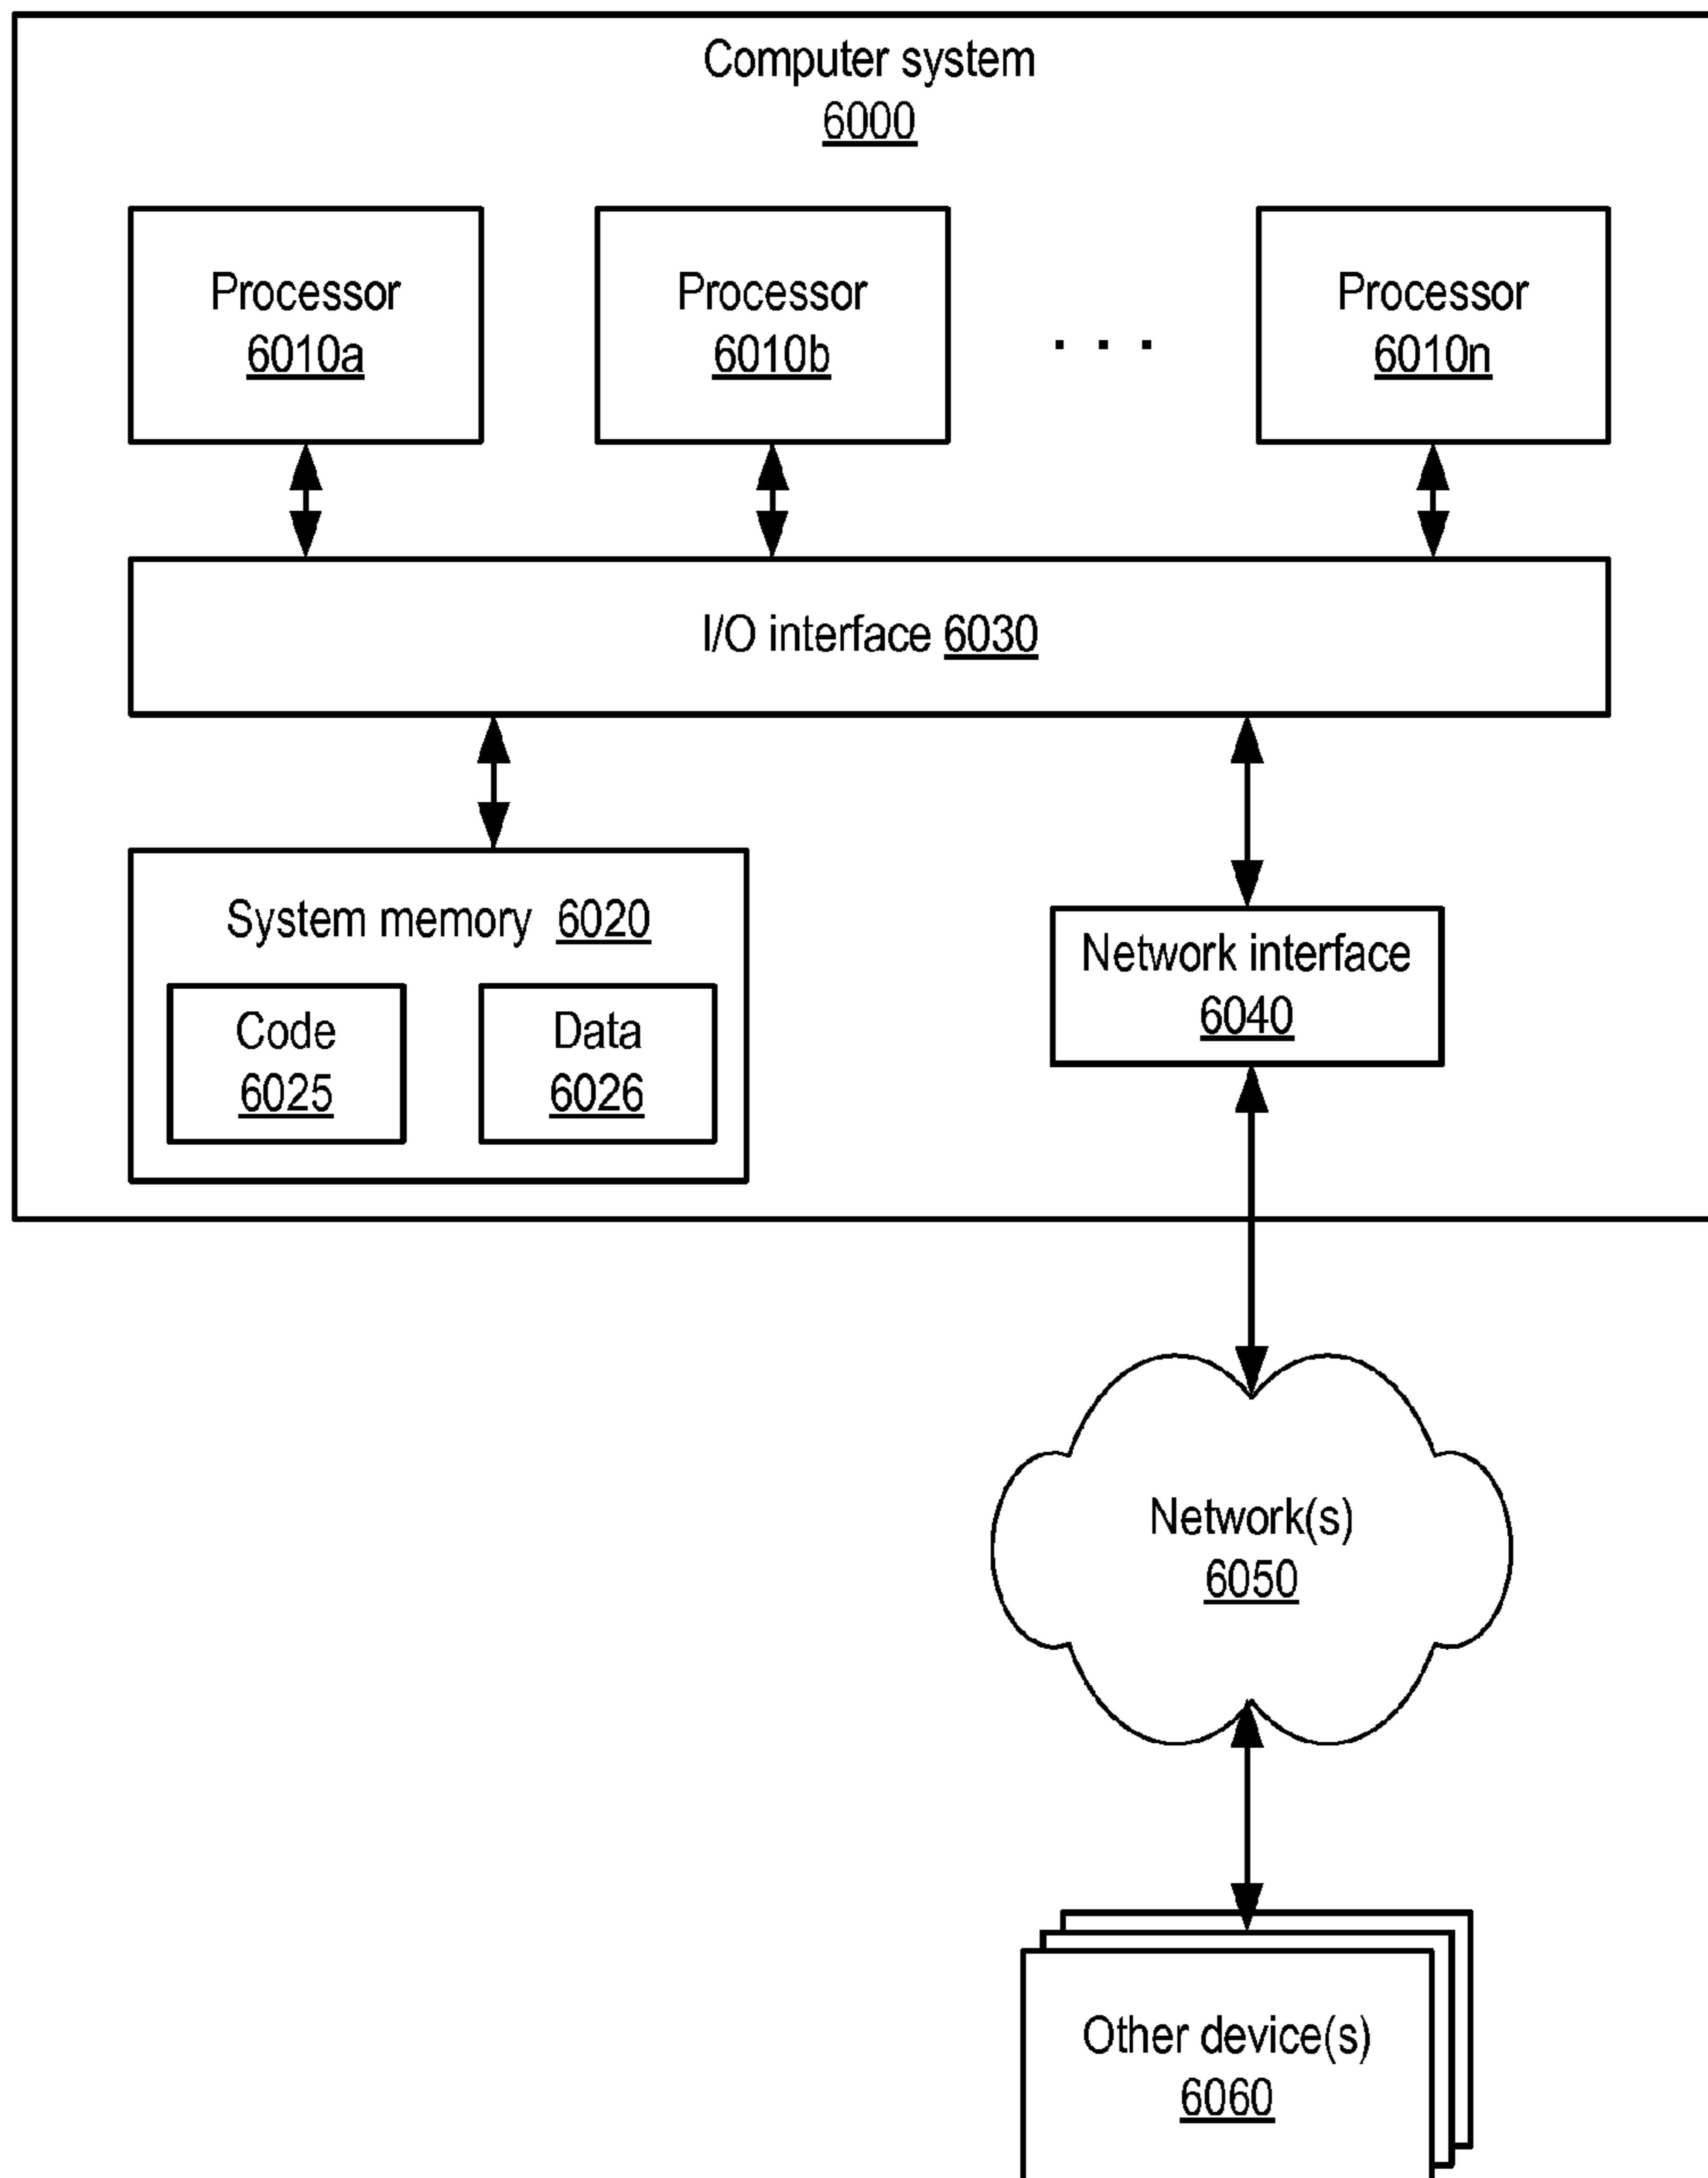 Computer system
6000
Processor
6010a
Processor
6010b
. . .
Processor
6010n
I/O interface 6030
System memory 6020
Code
6025
Data
6026
Network interface
6040
Network(s)
6050
Other device(s)
6060